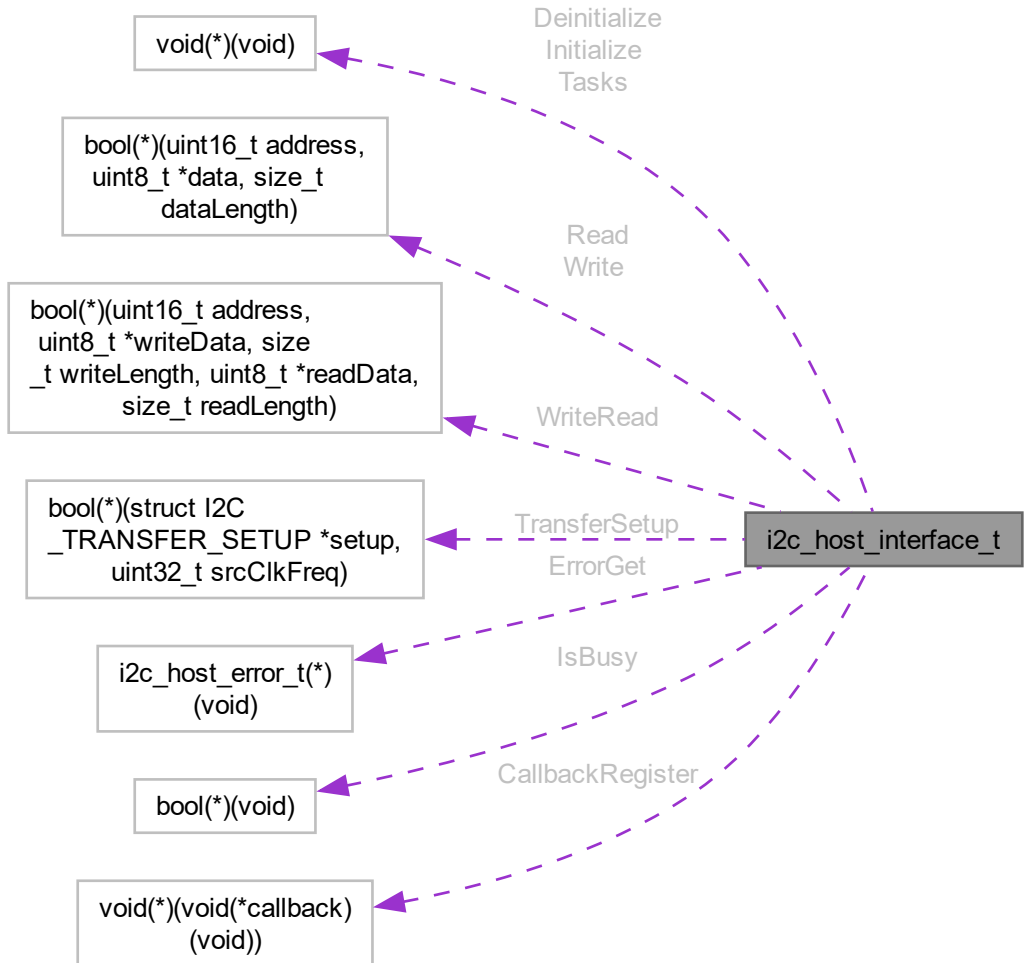 Deinitialize
Initialize
Tasks
void(*)(void)
bool(*)(uint16_t address,
uint8_t *data, size_t
dataLength)
Read
Write
bool(*)(uint16_t address,
uint8_t *writeData, size
_t writeLength, uint8_t *readData,
size_t readLength)
WriteRead
bool(*)(struct I2C
_TRANSFER_SETUP *setup,
uint32_t srcClkFreq)
TransferSetup
i2c_host_interface_t
ErrorGet
i2c_host_error_t(*)
(void)
IsBusy
bool(*)(void)
CallbackRegister
void(*)(void(*callback)
(void))